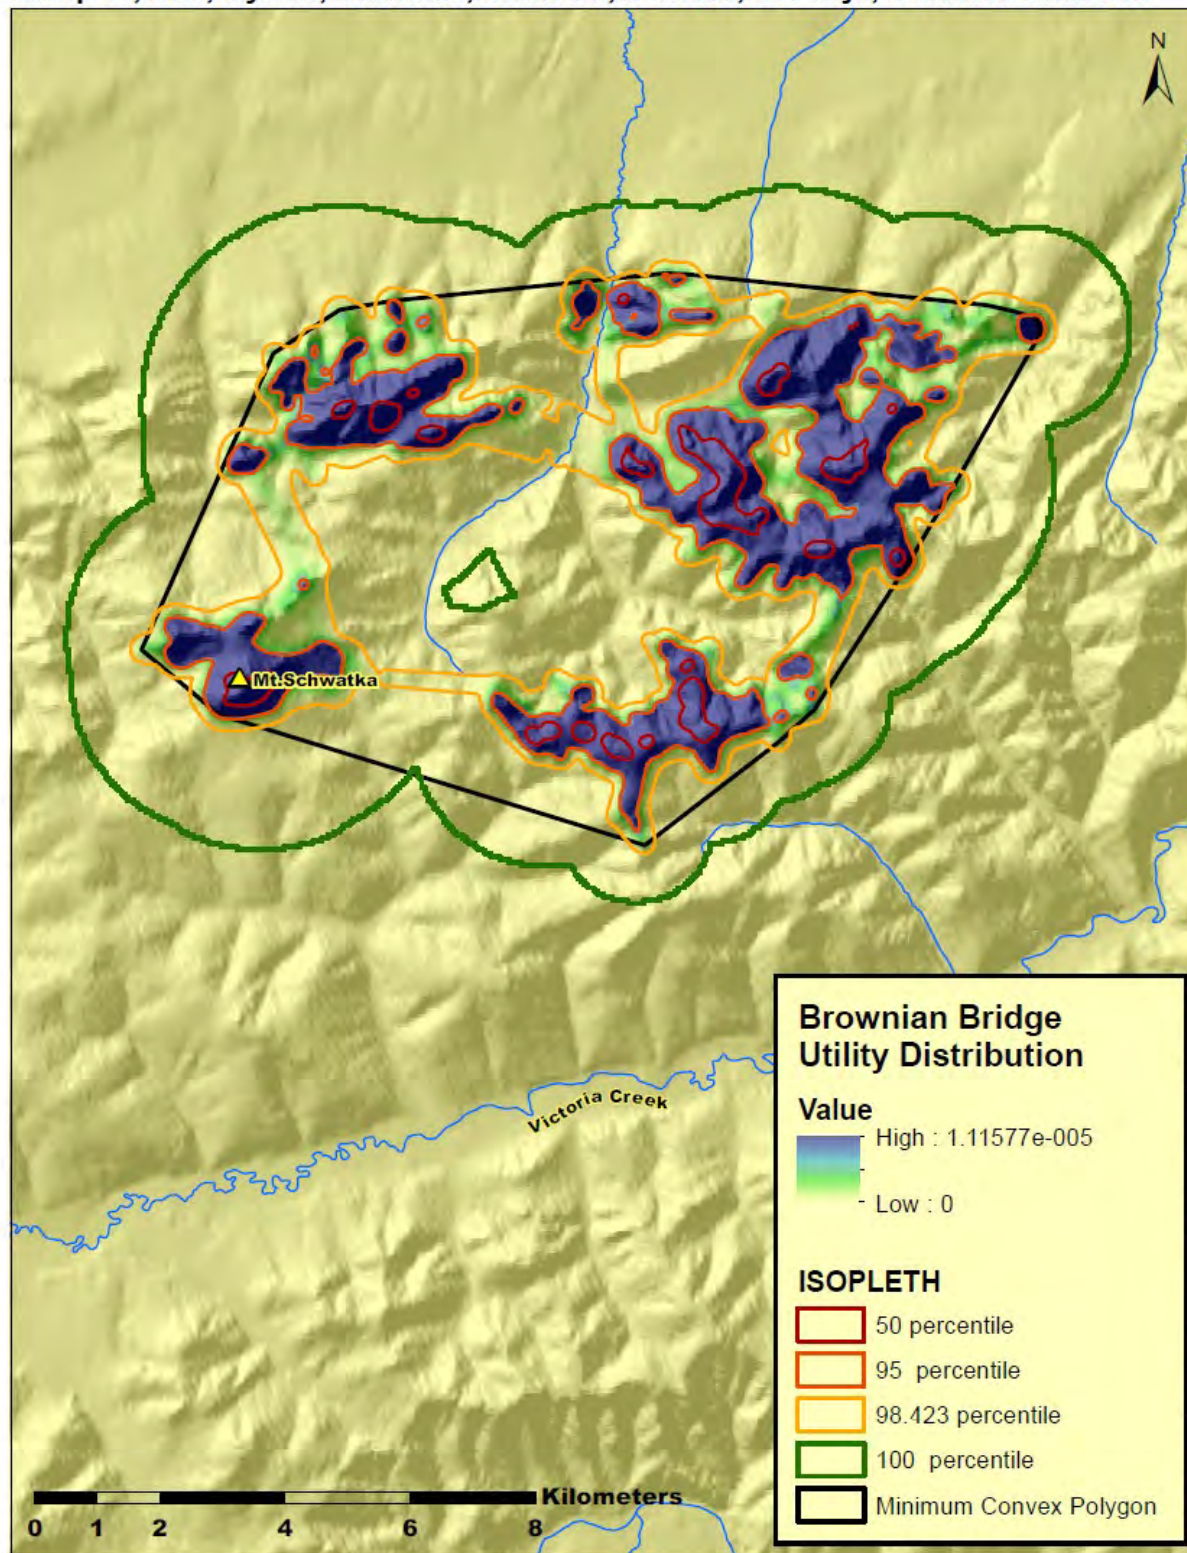 N
Mt.Schwatka
Victoria Creek
Brownian Bridge
Utility Distribution
Value
High : 1.11577e-005
Low : 0
ISOPLETH
50 percentile
95 percentile
98.423 percentile
100 percentile
Minimum Convex Polygon
Kilometers
0 1 2 4 6 8